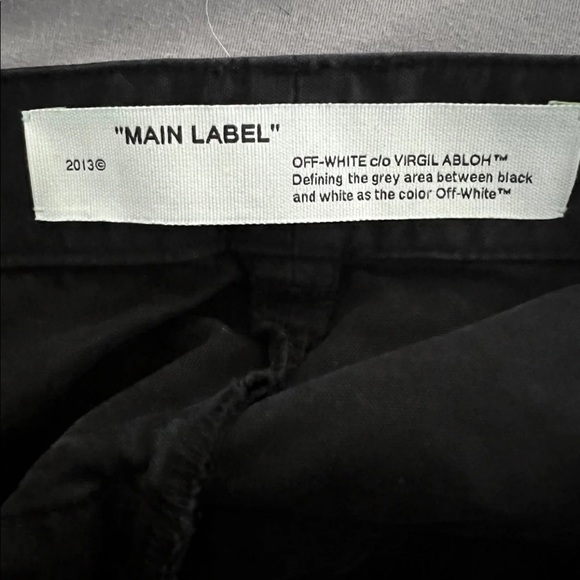 "MAIN LABEL"
2013©
OFF-WHITE c/o VIRGIL ABLOH™
Defining the grey area between black
and white as the color Off-White™